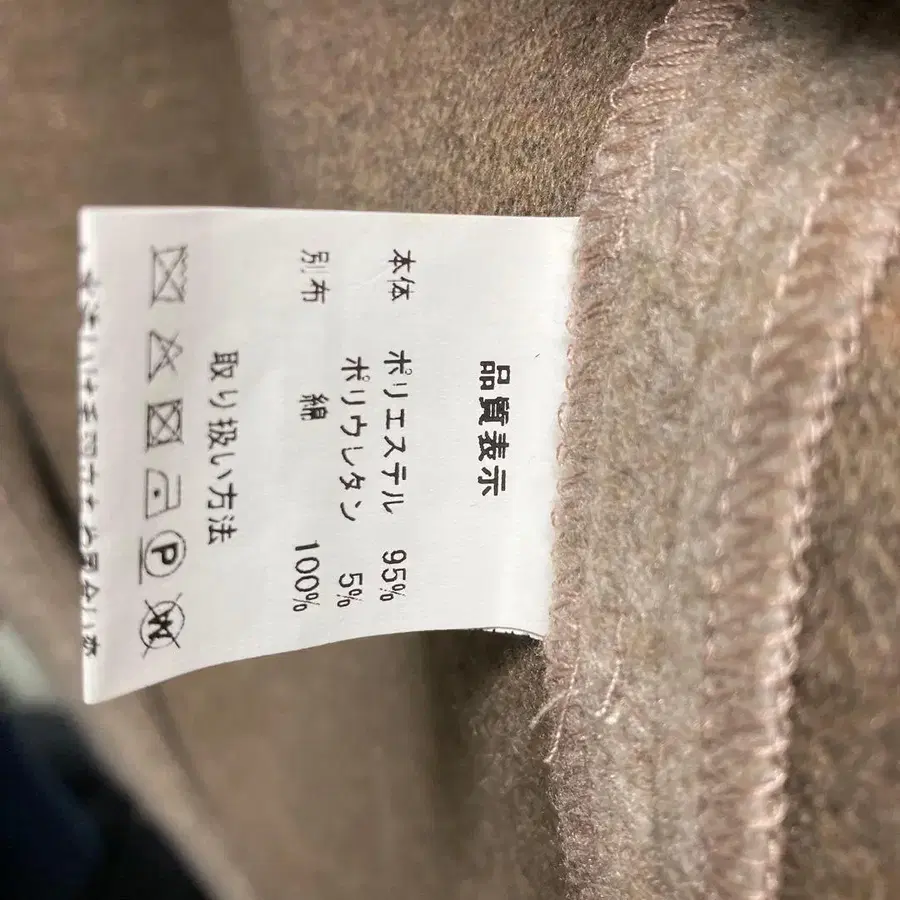 品質表示
本体 ポリエステル 95%
ポリウレタン 5%
別布 綿 100%
取り扱い方法
P W